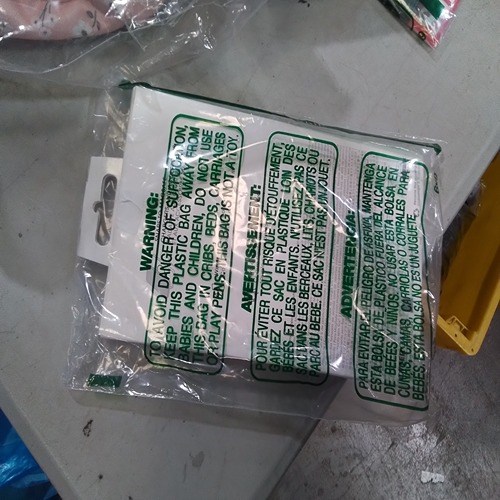 WARNING:
TO AVOID DANGER OF SUFFOCATION,
KEEP THIS PLASTIC BAG AWAY FROM
BABIES AND CHILDREN, DO NOT USE
THIS BAG IN CRIBS, BEDS, CARRIAGES
OR PLAY PENS. THIS BAG IS NOT A TOY.
AVERTISSEMENT:
POUR ÉVITER TOUT RISQUE D'ÉTOUFFEMENT,
GARDEZ CE SAC EN PLASTIQUE LOIN DES
BÉBÉS ET LES ENFANTS. N'UTILISEZ PAS CE
SAC DANS LES BERCEAUX, LES CHARIOTS OU
PARC AU BEBE. CE SAC N'EST PAS UN JOUET.
ADVERTENCIA:
PARA EVITAR EL PELIGRO DE ASFIXIA, MANTENGA
ESTA BOLSA DE PLASTICO FUERA DEL ALCANCE
DE BEBES Y NIÑOS. NO USAR ESTA BOLSA EN
CUNAS, CAMAS, CARRIOLAS O CORRALES PARA
BEBES. ESTA BOLSA NO ES UN JUGUETE.